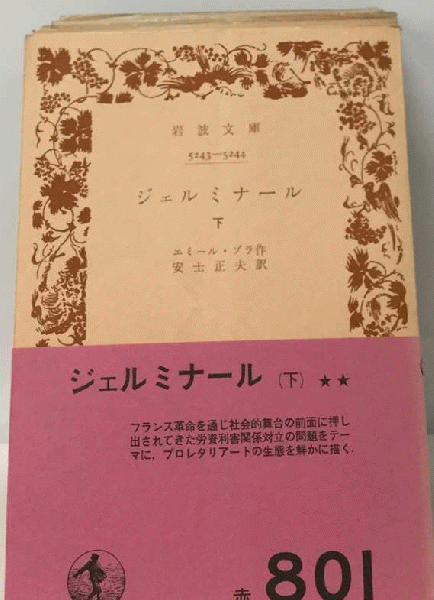 岩波文庫
5243—5244
ジェルミナール
下
エミール・ゾラ作
安士正夫訳
ジェルミナール (下) ★★
フランス革命を通じ社会的舞台の前面に押し
出されてきた労資利害関係対立の問題をテー
マに、プロレタリアートの生態を鮮かに描く.
赤 801